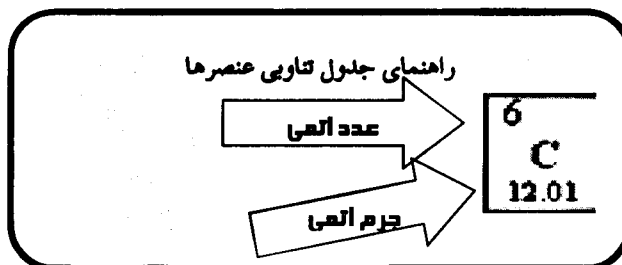 راهنمای جدول تناوبی عنصرها
عدد اتمی
6
C
12.01
جرم اتمی